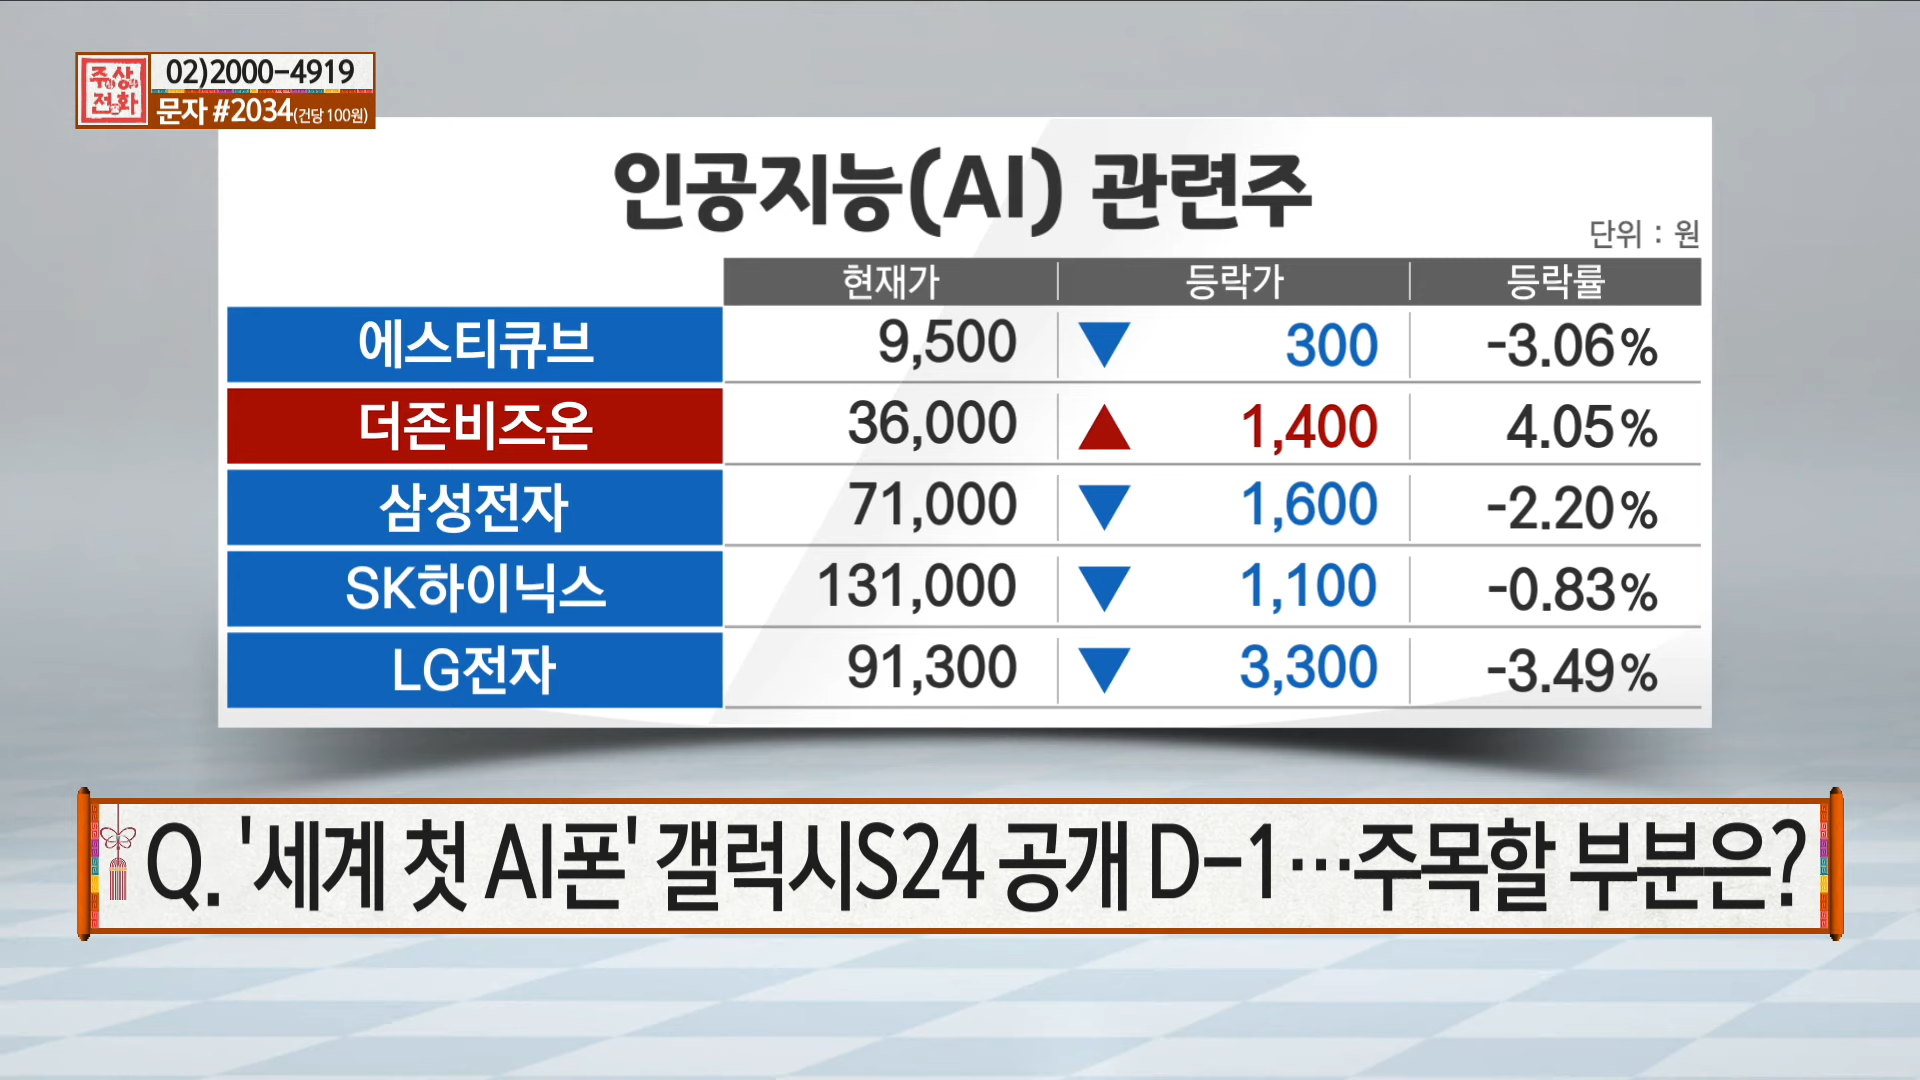 주상
전화
02)2000-4919
문자 #2034(건당 100원)
인공지능(AI) 관련주
단위 : 원
현재가 등락가 등락률
에스티큐브 9,500 ▼ 300 -3.06%
더존비즈온 36,000 ▲ 1,400 4.05%
삼성전자 71,000 ▼ 1,600 -2.20%
SK하이닉스 131,000 ▼ 1,100 -0.83%
LG전자 91,300 ▼ 3,300 -3.49%
Q. '세계 첫 AI폰' 갤럭시S24 공개 D-1…주목할 부분은?